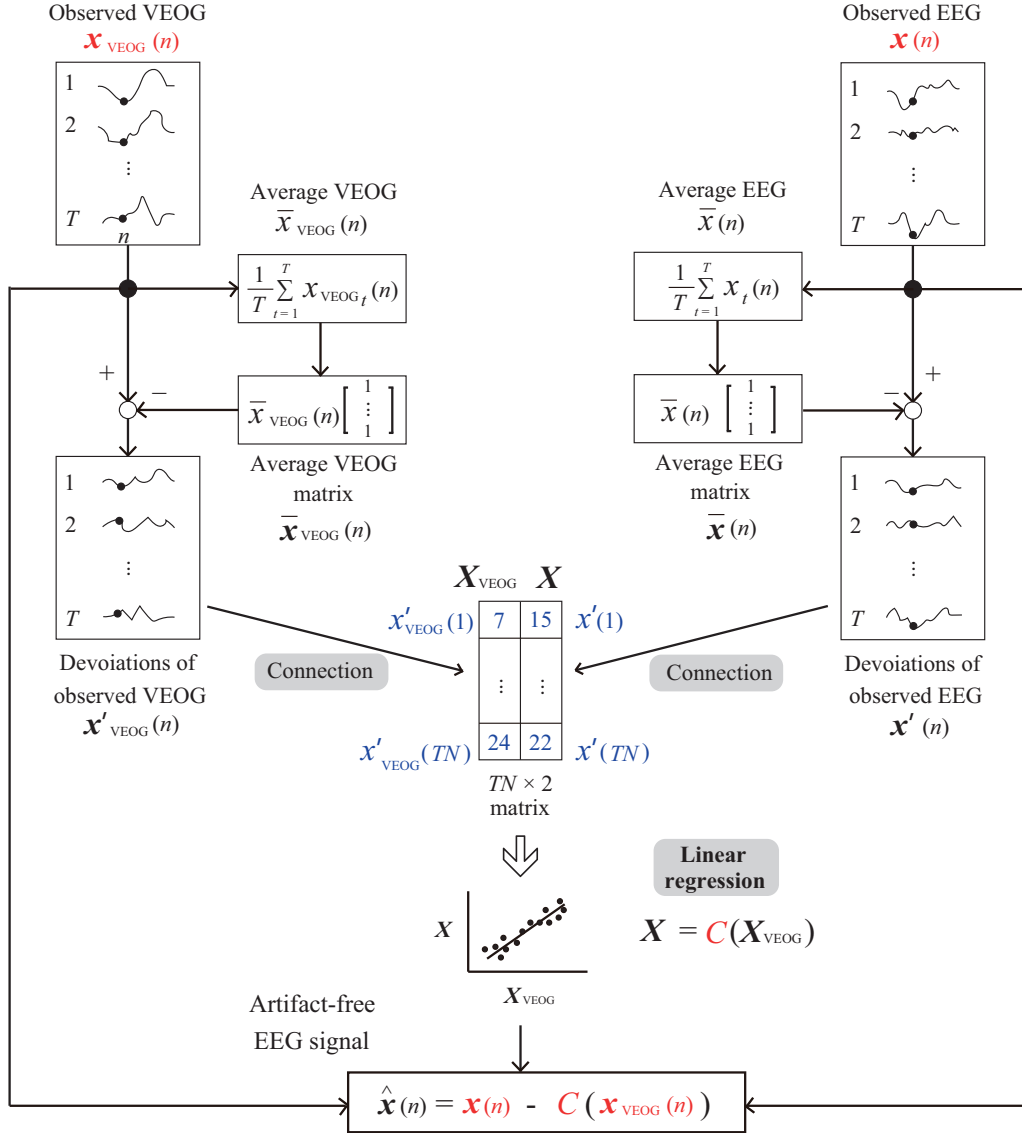 Observed VEOG
x VEOG (n)
1
2
⋮
T
n
Average VEOG
x̅ VEOG (n)
1/T ∑ t = 1 T x VEOG t (n)
+
−
x̅ VEOG (n) [ 1 ⋮ 1 ]
Average VEOG
matrix
x̅ VEOG (n)
1
2
⋮
T
Devoiations of
observed VEOG
x′ VEOG (n)
Connection
Observed EEG
x (n)
1
2
⋮
T
Average EEG
x̅ (n)
1/T ∑ t = 1 T x t (n)
+
−
x̅ (n) [ 1 ⋮ 1 ]
Average EEG
matrix
x̅ (n)
1
2
⋮
T
Devoiations of
observed EEG
x′ (n)
Connection
X VEOG X
x′ VEOG (1) 7 15 x′ (1)
⋮ ⋮
x′ VEOG (TN) 24 22 x′ (TN)
TN × 2
matrix
Linear
regression
X = C(X VEOG)
X
X VEOG
Artifact-free
EEG signal
x̂ (n) = x (n) - C ( x VEOG (n) )